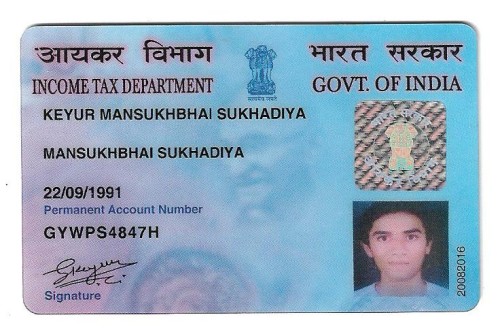 आयकर विभाग
INCOME TAX DEPARTMENT
भारत सरकार
GOVT. OF INDIA
KEYUR MANSUKHBHAI SUKHADIYA
MANSUKHBHAI SUKHADIYA
22/09/1991
Permanent Account Number
GYWPS4847H
Signature
20082016